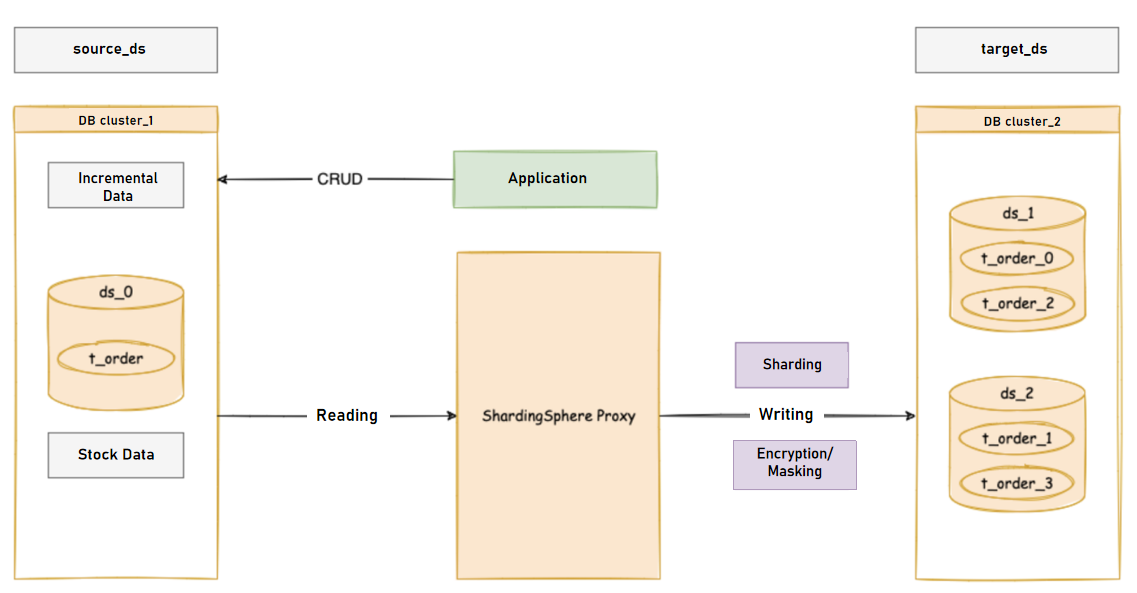 source_ds
target_ds
DB cluster_1
DB cluster_2
Incremental
Data
CRUD
Application
ds_1
t_order_0
t_order_2
ds_0
t_order
Sharding
ds_2
Reading
ShardingSphere Proxy
Writing
t_order_1
Stock Data
Encryption/
Masking
t_order_3